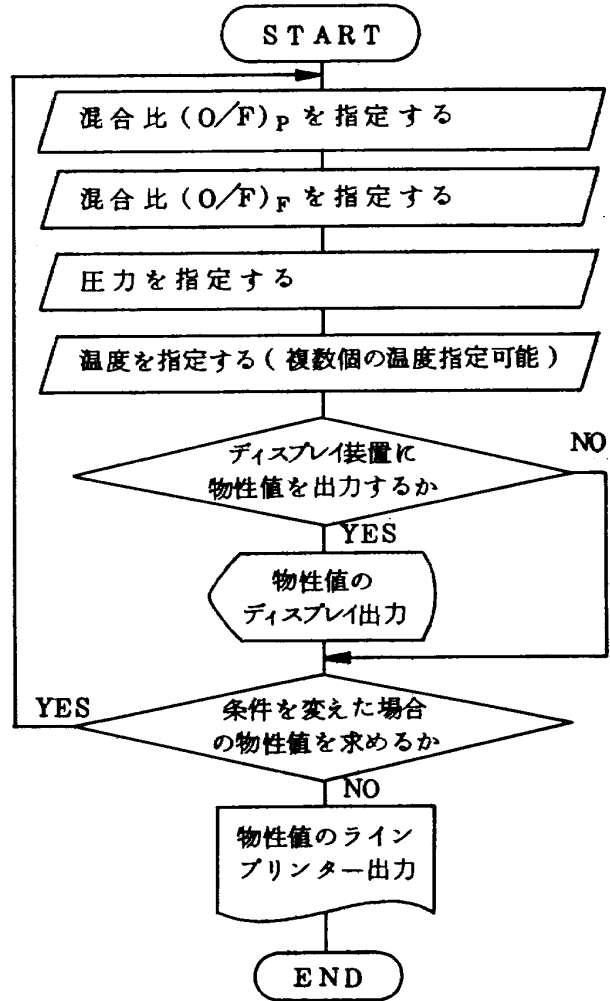 START
混合比(O/F)P を指定する
混合比(O/F)F を指定する
圧力を指定する
温度を指定する(複数個の温度指定可能)
ディスプレイ装置に
物性値を出力するか
NO
YES
物性値の
ディスプレイ出力
YES
条件を変えた場合
の物性値を求めるか
NO
物性値のライン
プリンター出力
END